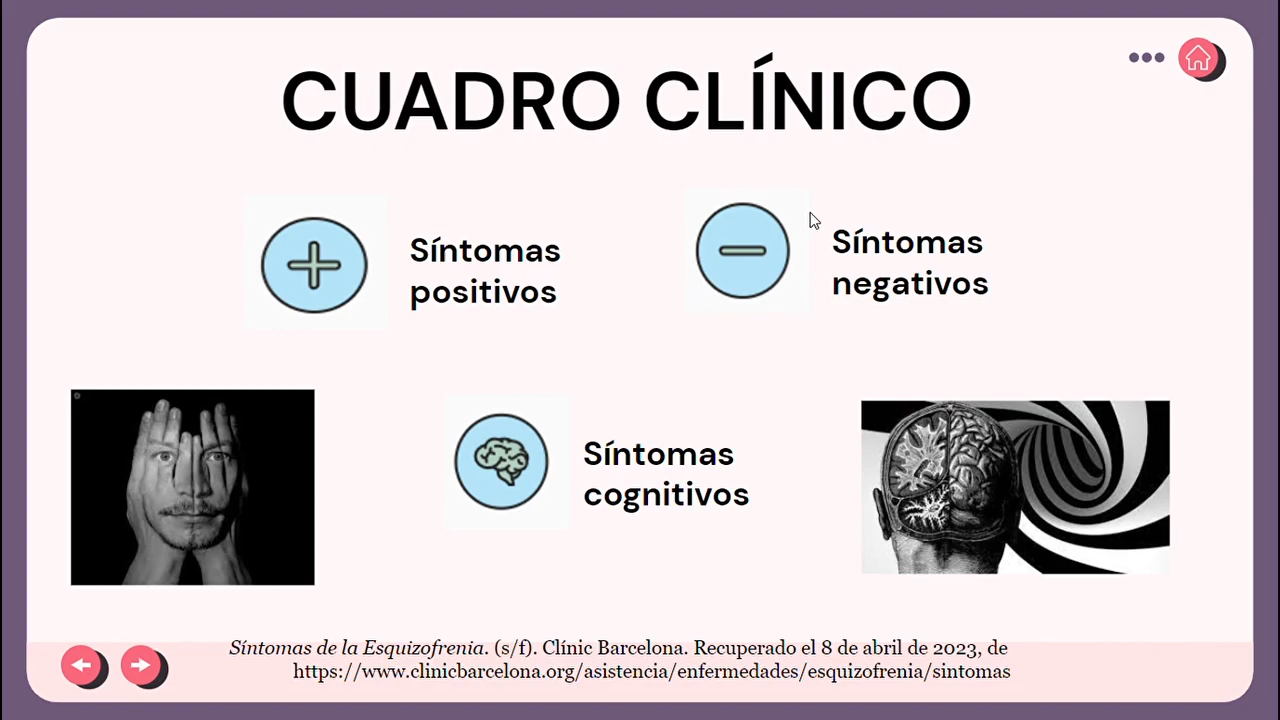 CUADRO CLÍNICO
Síntomas
positivos
Síntomas
negativos
Síntomas
cognitivos
Síntomas de la Esquizofrenia. (s/f). Clínic Barcelona. Recuperado el 8 de abril de 2023, de
https://www.clinicbarcelona.org/asistencia/enfermedades/esquizofrenia/sintomas